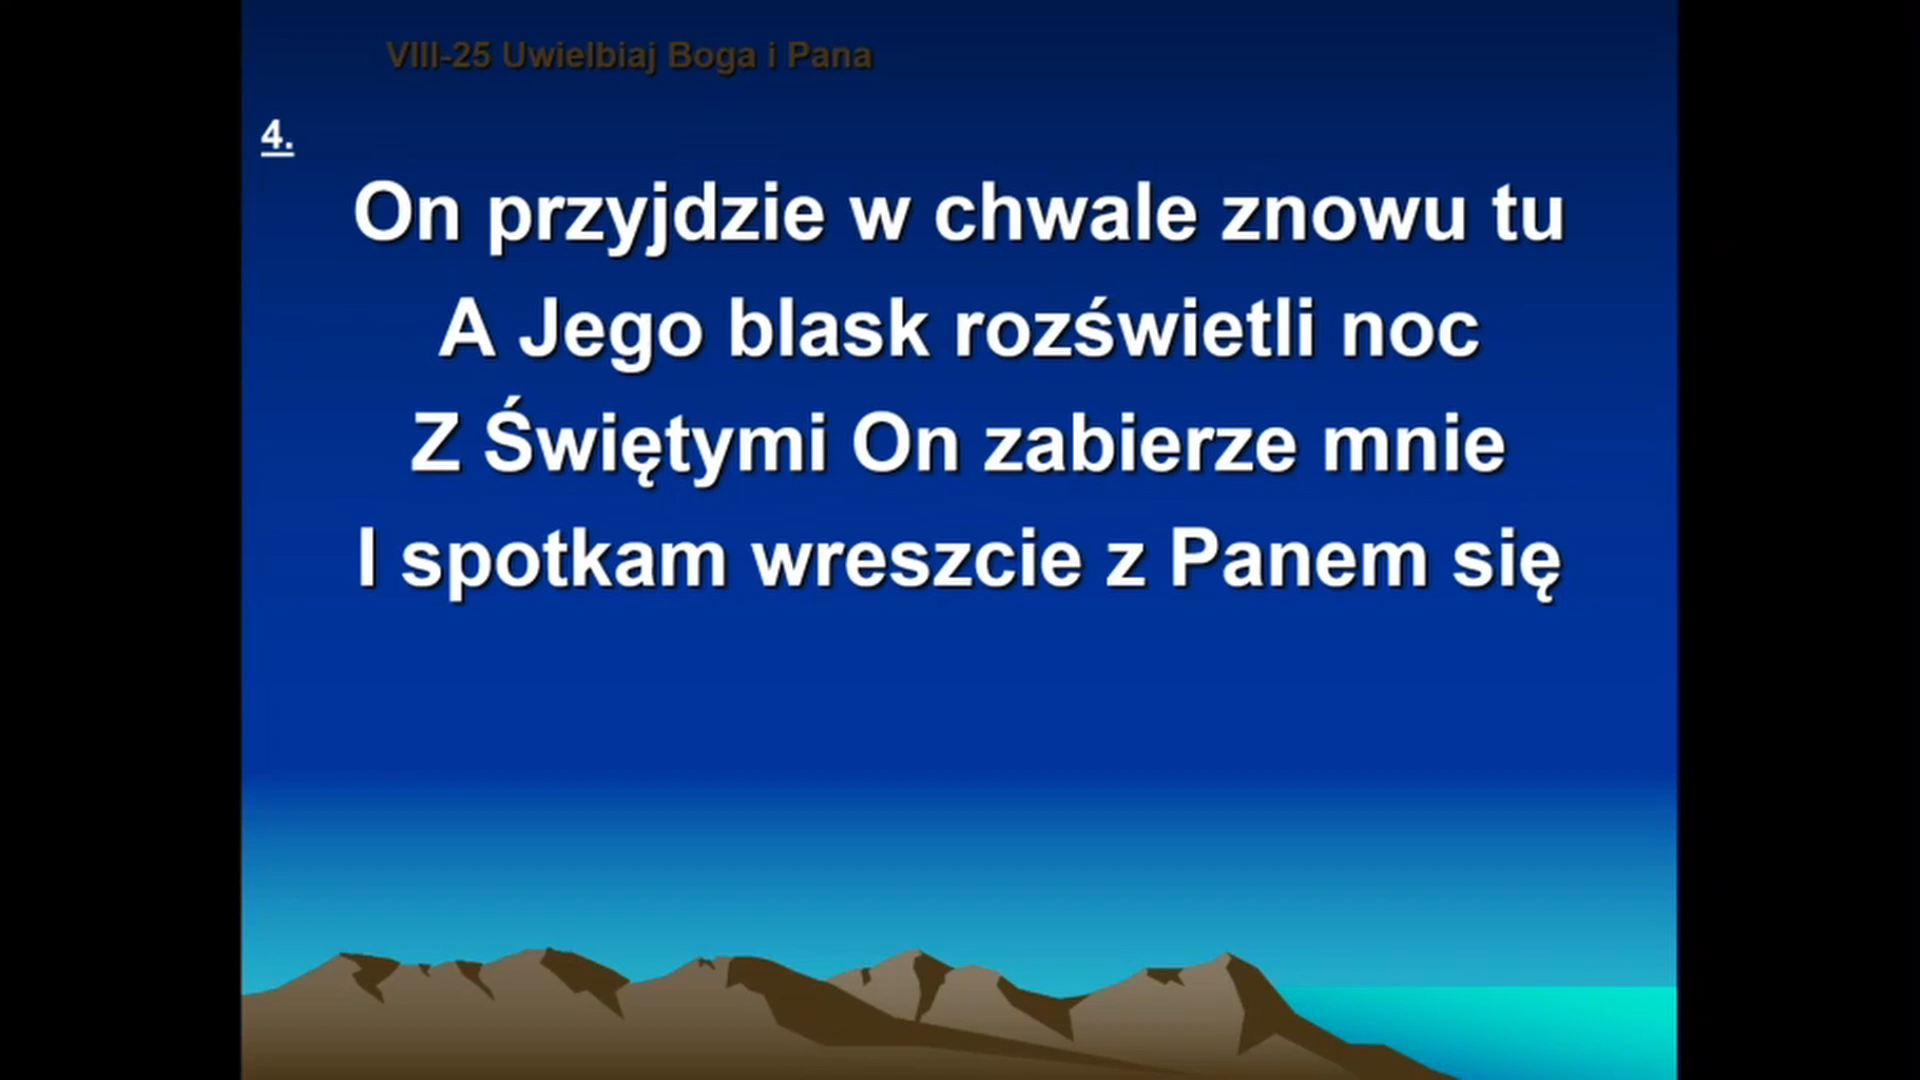 VIII-25 Uwielbiaj Boga i Pana
4.
On przyjdzie w chwale znowu tu
A Jego blask rozświetli noc
Z Świętymi On zabierze mnie
I spotkam wreszcie z Panem się